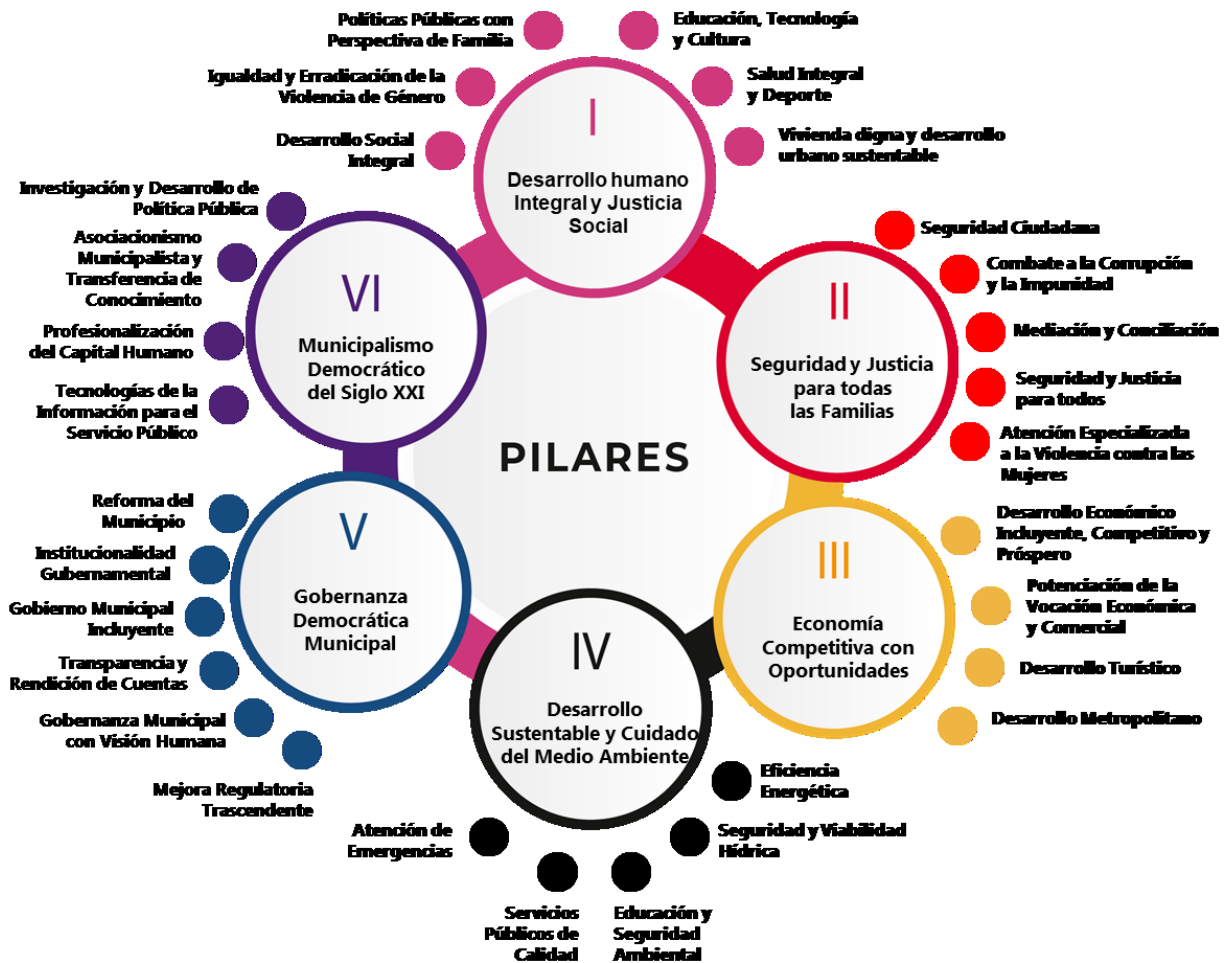 Políticas Públicas con
Perspectiva de Familia
Educación, Tecnología
y Cultura
Igualdad y Erradicación de la
Violencia de Género
Salud Integral
y Deporte
Desarrollo Social
Integral
Vivienda digna y desarrollo
urbano sustentable
I
Desarrollo humano
Integral y Justicia
Social
Seguridad Ciudadana
Combate a la Corrupción
y la Impunidad
Mediación y Conciliación
Seguridad y Justicia
para todos
Atención Especializada
a la Violencia contra las
Mujeres
II
Seguridad y Justicia
para todas
las Familias
PILARES
Desarrollo Económico
Incluyente, Competitivo y
Próspero
Potenciación de la
Vocación Económica
y Comercial
Desarrollo Turístico
Desarrollo Metropolitano
III
Economía
Competitiva con
Oportunidades
IV
Desarrollo
Sustentable y Cuidado
del Medio Ambiente
Eficiencia
Energética
Seguridad y Viabilidad
Hídrica
Educación y
Seguridad
Ambiental
Servicios
Públicos de
Calidad
Atención de
Emergencias
V
Gobernanza
Democrática
Municipal
Reforma del
Municipio
Institucionalidad
Gubernamental
Gobierno Municipal
Incluyente
Transparencia y
Rendición de Cuentas
Gobernanza Municipal
con Visión Humana
Mejora Regulatoria
Trascendente
VI
Municipalismo
Democrático
del Siglo XXI
Investigación y Desarrollo de
Política Pública
Asociacionismo
Municipalista y
Transferencia de
Conocimiento
Profesionalización
del Capital Humano
Tecnologías de la
Información para el
Servicio Público